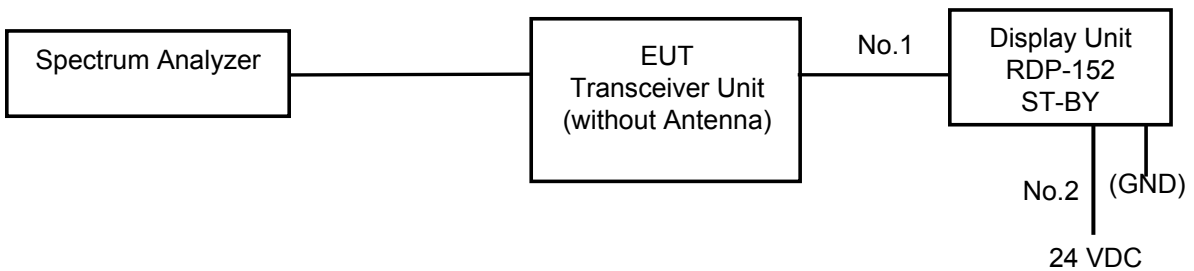 Spectrum Analyzer
EUT
Transceiver Unit
(without Antenna)
No.1
Display Unit
RDP-152
ST-BY
No.2
(GND)
24 VDC